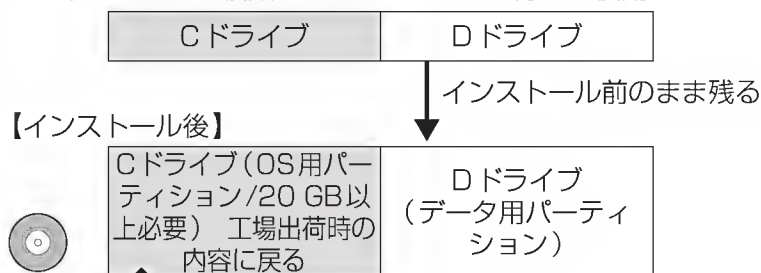 Cドライブ
Dドライブ
インストール前のまま残る
【インストール後】
Cドライブ(OS用パー
ティション/20 GB以
上必要) 工場出荷時の
内容に戻る
Dドライブ
(データ用パーティ
ション)